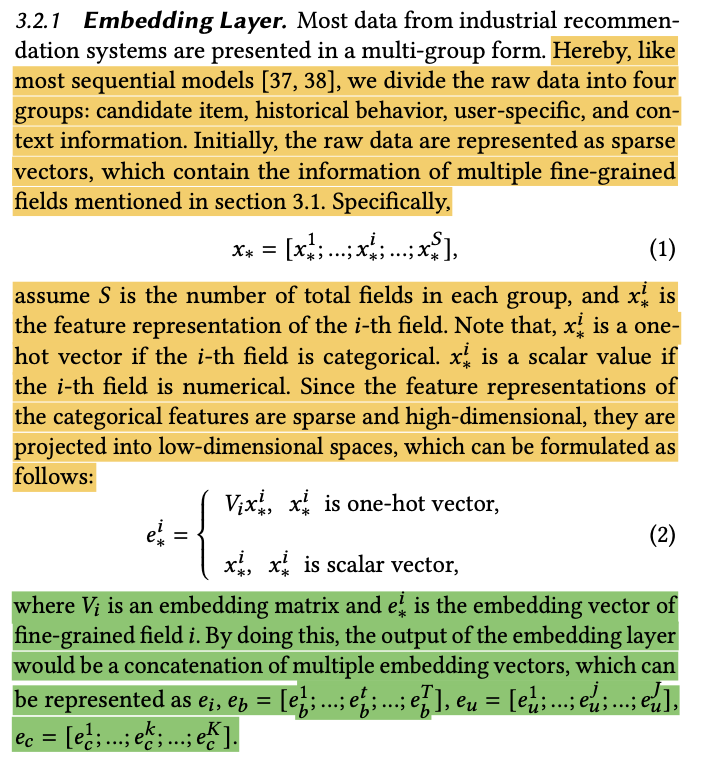 3.2.1 Embedding Layer. Most data from industrial recommen-
dation systems are presented in a multi-group form. Hereby, like
most sequential models [37, 38], we divide the raw data into four
groups: candidate item, historical behavior, user-specific, and con-
text information. Initially, the raw data are represented as sparse
vectors, which contain the information of multiple fine-grained
fields mentioned in section 3.1. Specifically,
x_* = [x_*^1; ...; x_*^i; ...; x_*^S], (1)
assume S is the number of total fields in each group, and x_*^i is
the feature representation of the i-th field. Note that, x_*^i is a one-
hot vector if the i-th field is categorical. x_*^i is a scalar value if
the i-th field is numerical. Since the feature representations of
the categorical features are sparse and high-dimensional, they are
projected into low-dimensional spaces, which can be formulated as
follows:
V_i x_*^i, x_*^i is one-hot vector,
e_*^i = { (2)
x_*^i, x_*^i is scalar vector,
where V_i is an embedding matrix and e_*^i is the embedding vector of
fine-grained field i. By doing this, the output of the embedding layer
would be a concatenation of multiple embedding vectors, which can
be represented as e_i, e_b = [e_b^1; ...; e_b^t; ...; e_b^T], e_u = [e_u^1; ...; e_u^j; ...; e_u^J],
e_c = [e_c^1; ...; e_c^k; ...; e_c^K].